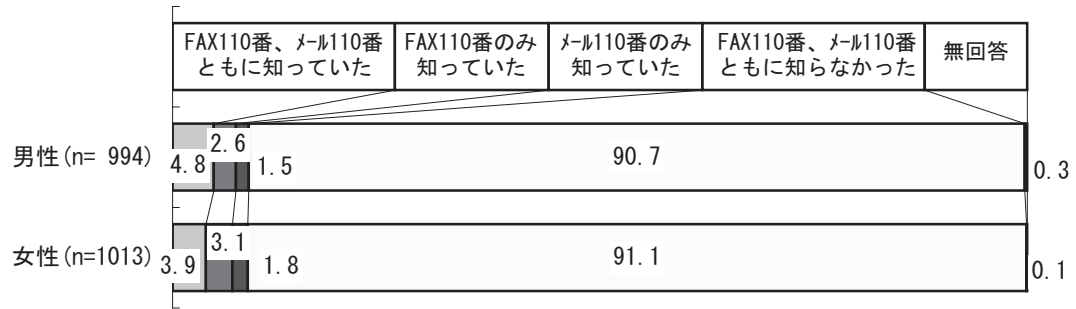 FAX110番、ﾒｰﾙ110番
ともに知っていた
FAX110番のみ
知っていた
ﾒｰﾙ110番のみ
知っていた
FAX110番、ﾒｰﾙ110番
ともに知らなかった
無回答
男性(n= 994)
4.8
2.6
1.5
90.7
0.3
女性(n=1013)
3.9
3.1
1.8
91.1
0.1